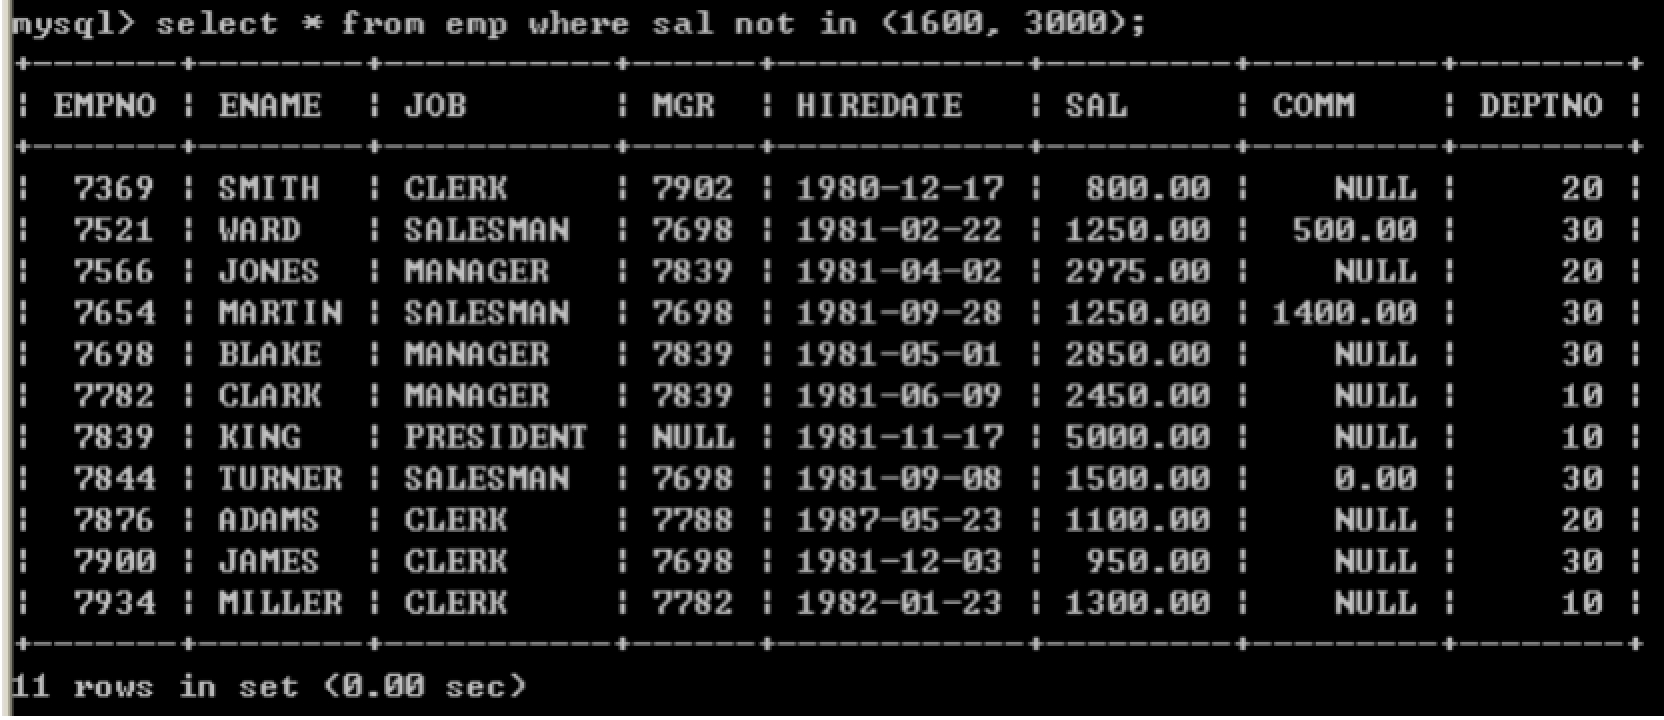 mysql> select * from emp where sal not in (1600, 3000);
+-------+--------+-----------+------+------------+---------+---------+--------+
| EMPNO | ENAME  | JOB       | MGR  | HIREDATE   | SAL     | COMM    | DEPTNO |
+-------+--------+-----------+------+------------+---------+---------+--------+
|  7369 | SMITH  | CLERK     | 7902 | 1980-12-17 |  800.00 |    NULL |     20 |
|  7521 | WARD   | SALESMAN  | 7698 | 1981-02-22 | 1250.00 |  500.00 |     30 |
|  7566 | JONES  | MANAGER   | 7839 | 1981-04-02 | 2975.00 |    NULL |     20 |
|  7654 | MARTIN | SALESMAN  | 7698 | 1981-09-28 | 1250.00 | 1400.00 |     30 |
|  7698 | BLAKE  | MANAGER   | 7839 | 1981-05-01 | 2850.00 |    NULL |     30 |
|  7782 | CLARK  | MANAGER   | 7839 | 1981-06-09 | 2450.00 |    NULL |     10 |
|  7839 | KING   | PRESIDENT | NULL | 1981-11-17 | 5000.00 |    NULL |     10 |
|  7844 | TURNER | SALESMAN  | 7698 | 1981-09-08 | 1500.00 |    0.00 |     30 |
|  7876 | ADAMS  | CLERK     | 7788 | 1987-05-23 | 1100.00 |    NULL |     20 |
|  7900 | JAMES  | CLERK     | 7698 | 1981-12-03 |  950.00 |    NULL |     30 |
|  7934 | MILLER | CLERK     | 7782 | 1982-01-23 | 1300.00 |    NULL |     10 |
+-------+--------+-----------+------+------------+---------+---------+--------+
11 rows in set (0.00 sec)